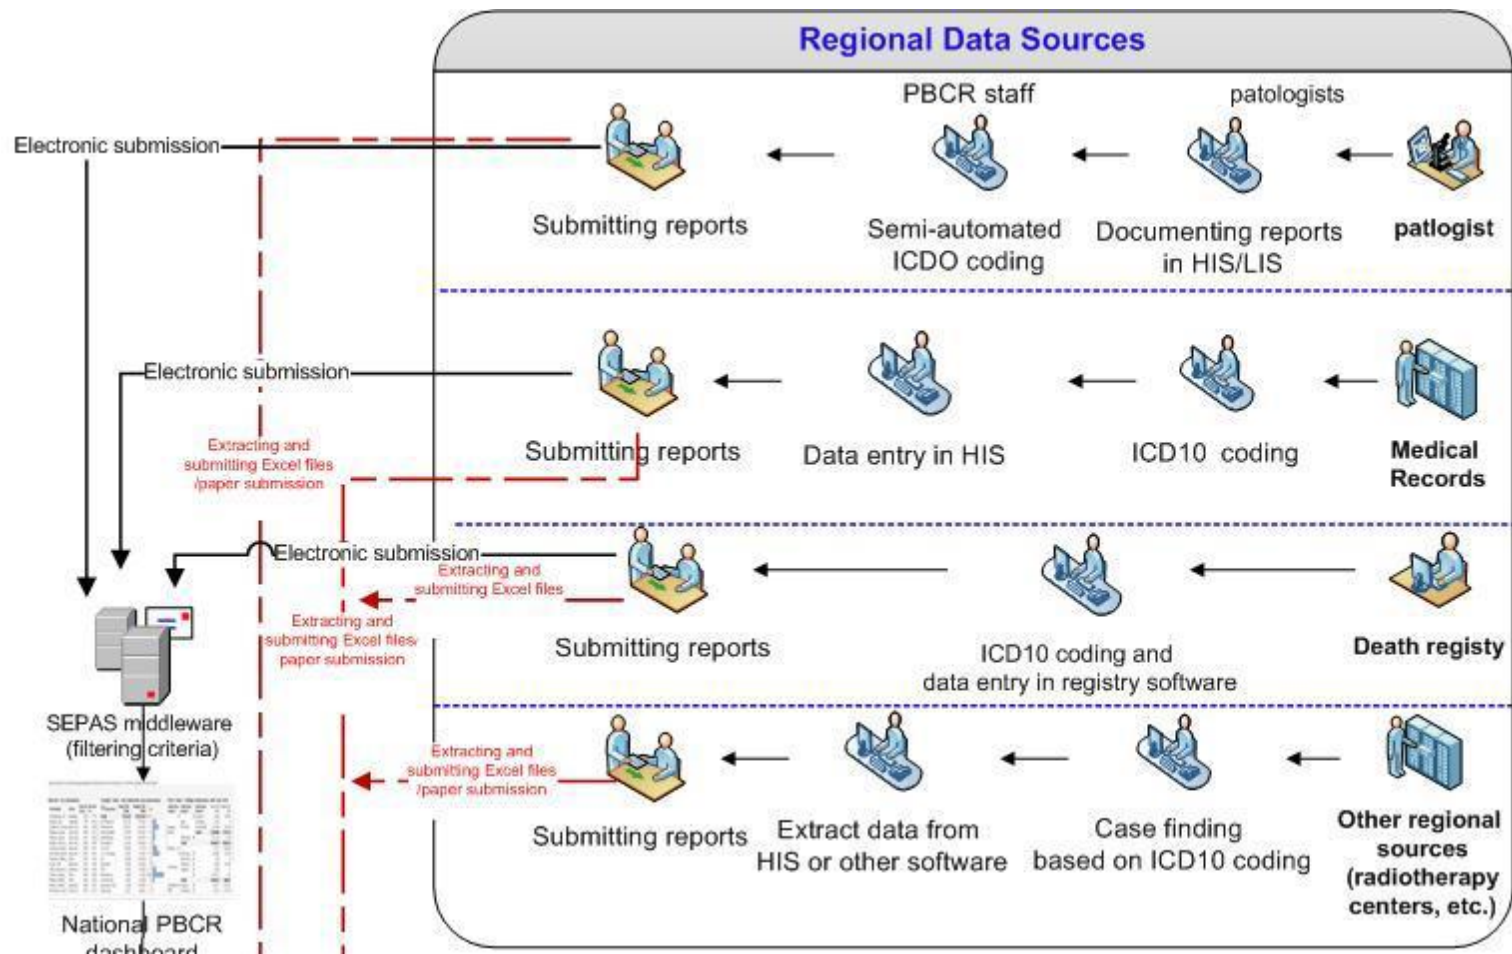 Regional Data Sources
PBCR staff
patologists
Electronic submission
Submitting reports
Semi-automated
ICDO coding
Documenting reports
in HIS/LIS
patlogist
Electronic submission
Extracting and
submitting Excel files
/paper submission
Submitting reports
Data entry in HIS
ICD10 coding
Medical
Records
Electronic submission
Extracting and
submitting Excel files
Extracting and
submitting Excel files/
paper submission
Submitting reports
ICD10 coding and
data entry in registry software
Death registy
SEPAS middleware
(filtering criteria)
Extracting and
submitting Excel files
/paper submission
Submitting reports
Extract data from
HIS or other software
Case finding
based on ICD10 coding
Other regional
sources
(radiotherapy
centers, etc.)
National PBCR
dashboard